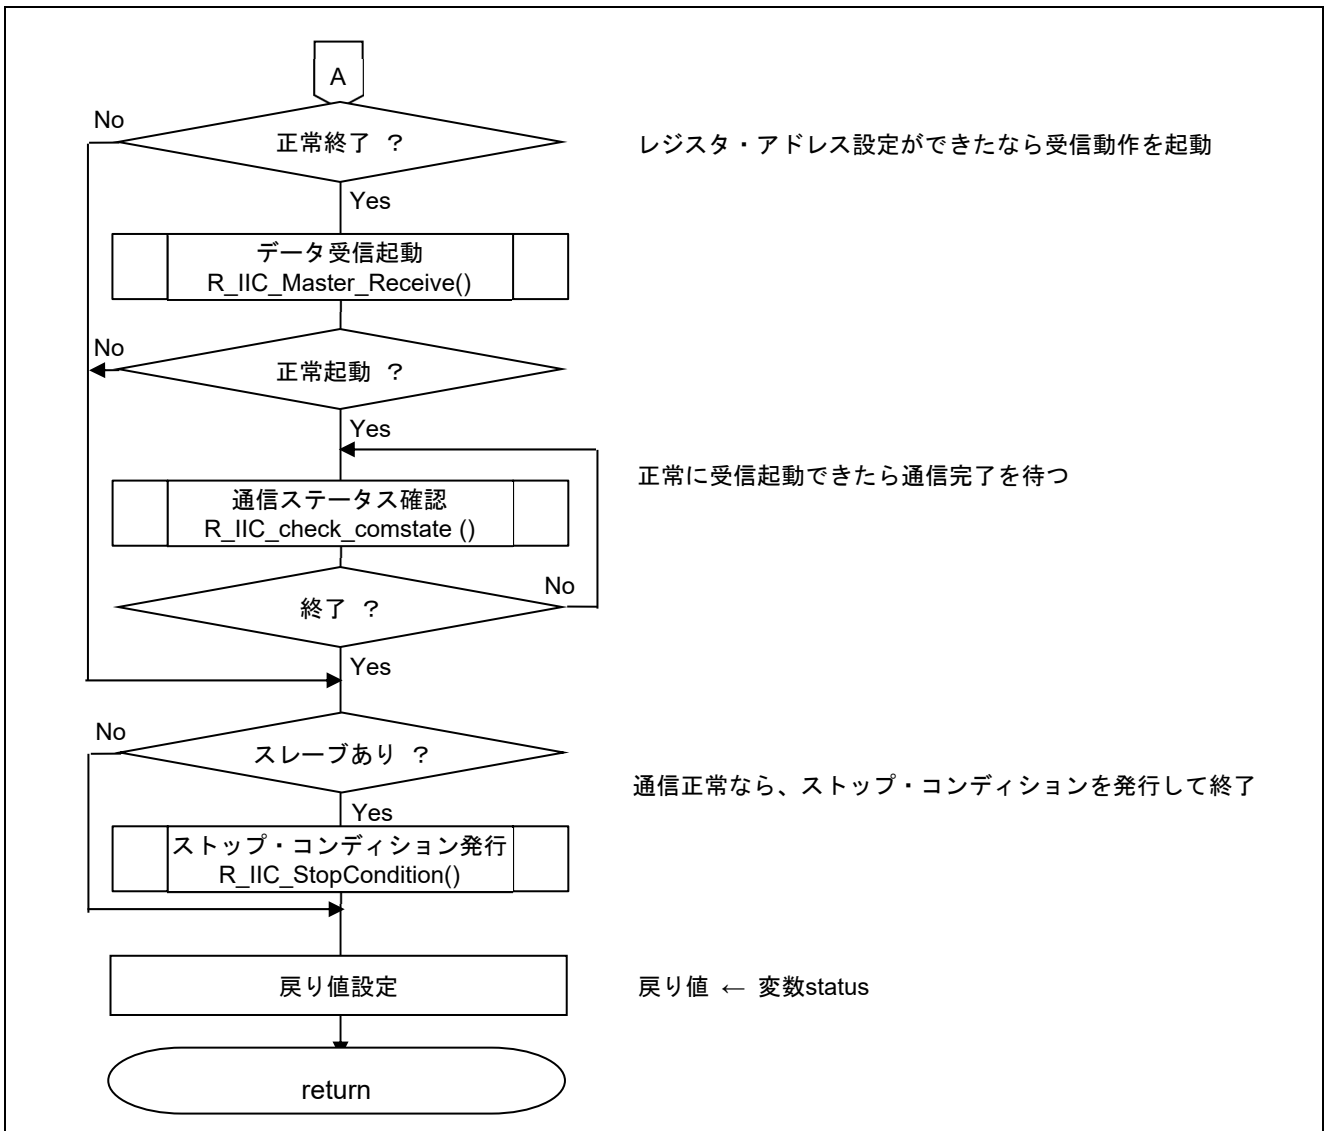 A
No
正常終了 ?
レジスタ・アドレス設定ができたなら受信動作を起動
Yes
データ受信起動
R_IIC_Master_Receive()
No
正常起動 ?
Yes
正常に受信起動できたら通信完了を待つ
通信ステータス確認
R_IIC_check_comstate ()
No
終了 ?
Yes
No
スレーブあり ?
通信正常なら、ストップ・コンディションを発行して終了
Yes
ストップ・コンディション発行
R_IIC_StopCondition()
戻り値設定
戻り値 ← 変数status
return